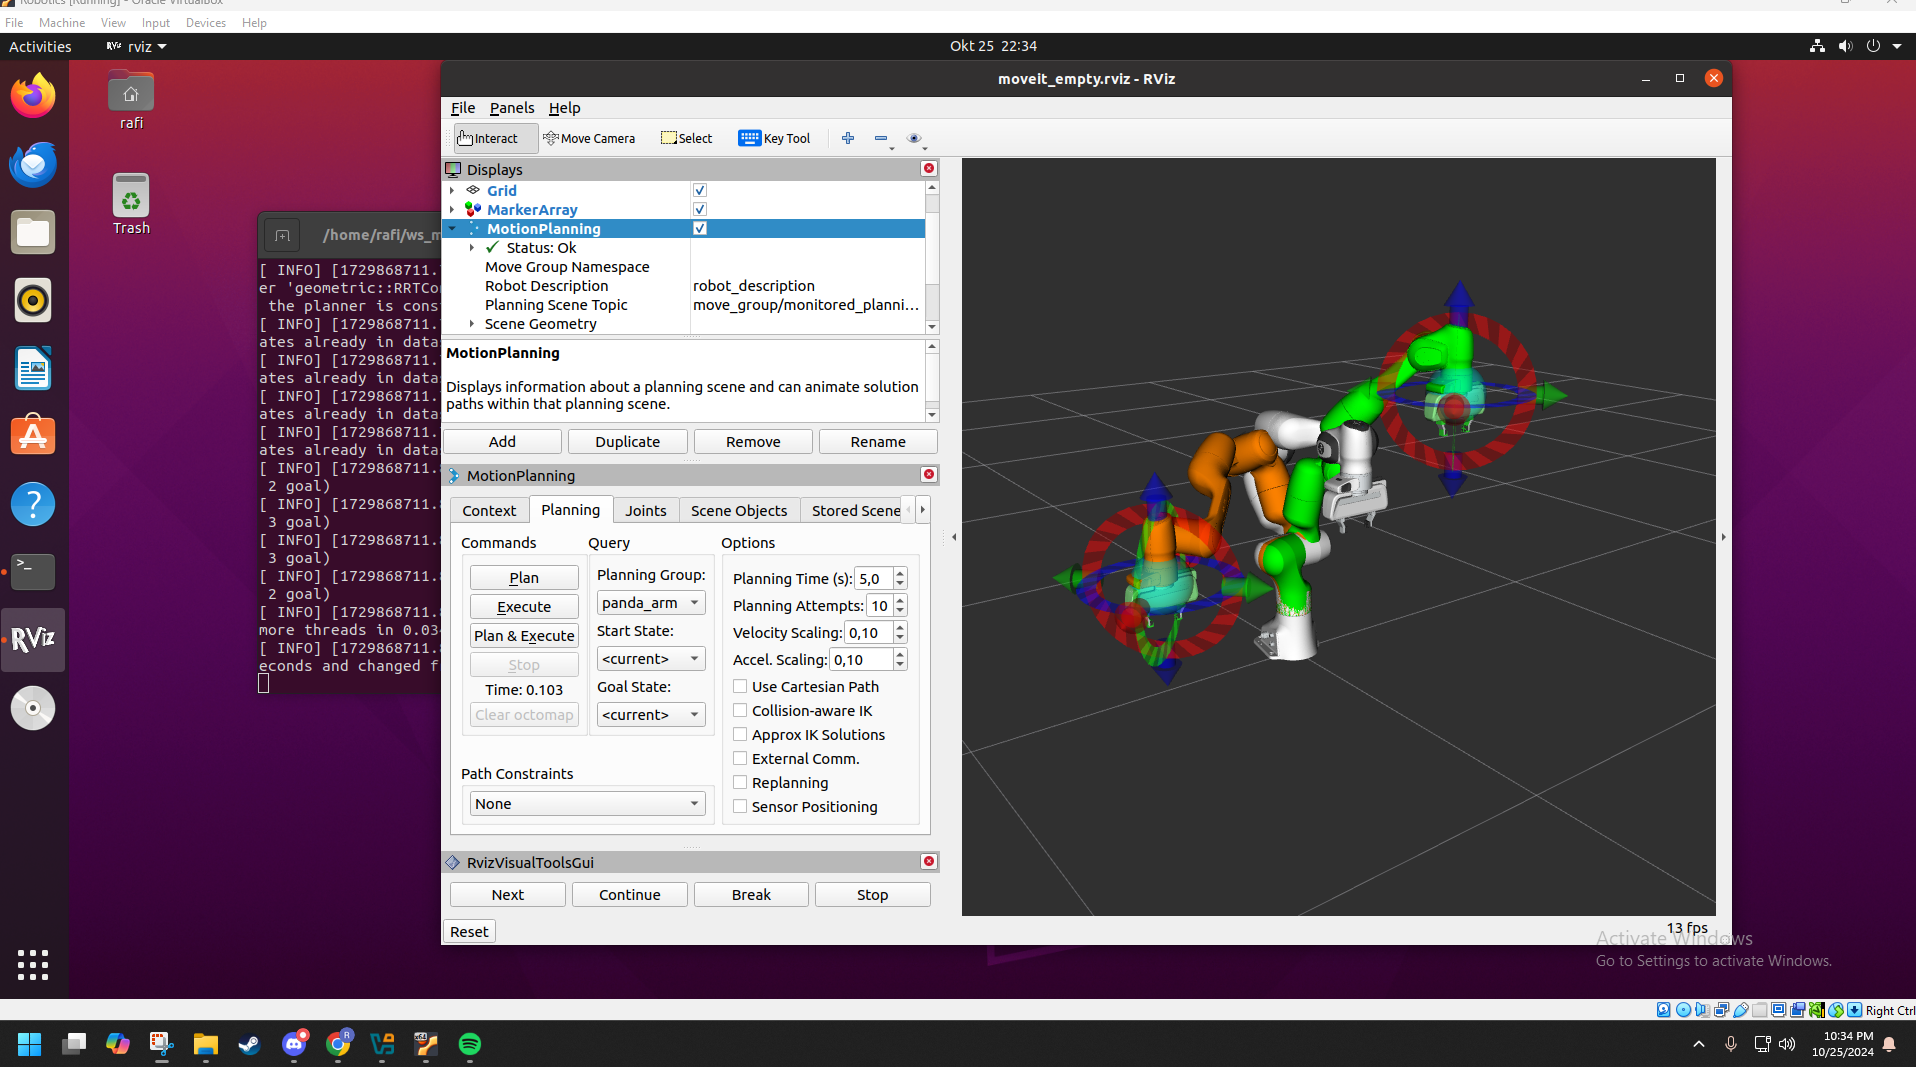 Robotics [Running] - Oracle VirtualBox
File Machine View Input Devices Help
Activities
RViz rviz
Okt 25 22:34
rafi
Trash
/home/rafi/ws_m
[ INFO] [1729868711.
er 'geometric::RRTCon
the planner is cons
[ INFO] [1729868711.
ates already in data
[ INFO] [1729868711.
ates already in data
[ INFO] [1729868711.
ates already in data
[ INFO] [1729868711.
ates already in data
[ INFO] [1729868711.
2 goal)
[ INFO] [1729868711.
3 goal)
[ INFO] [1729868711.
3 goal)
[ INFO] [1729868711.
2 goal)
[ INFO] [1729868711.
more threads in 0.034
[ INFO] [1729868711.
econds and changed f
moveit_empty.rviz - RViz
File Panels Help
Interact Move Camera Select Key Tool
Displays
Grid
MarkerArray
MotionPlanning
Status: Ok
Move Group Namespace
Robot Description robot_description
Planning Scene Topic move_group/monitored_planni...
Scene Geometry
MotionPlanning
Displays information about a planning scene and can animate solution
paths within that planning scene.
Add Duplicate Remove Rename
MotionPlanning
Context Planning Joints Scene Objects Stored Scene
Commands
Plan
Execute
Plan & Execute
Stop
Time: 0.103
Clear octomap
Query
Planning Group:
panda_arm
Start State:
<current>
Goal State:
<current>
Path Constraints
None
Options
Planning Time (s): 5,0
Planning Attempts: 10
Velocity Scaling: 0,10
Accel. Scaling: 0,10
Use Cartesian Path
Collision-aware IK
Approx IK Solutions
External Comm.
Replanning
Sensor Positioning
RvizVisualToolsGui
Next Continue Break Stop
Reset
13 fps
RViz
Activate Windows
Go to Settings to activate Windows.
Right Ctrl
10:34 PM
10/25/2024